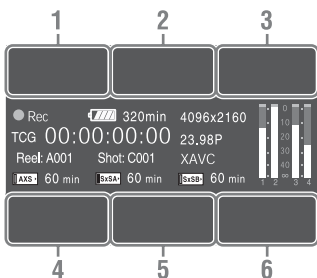 1 2 3
Rec 320min 4096x2160
TCG 00:00:00:00 23.98P
Reel: A001 Shot: C001 XAVC
AXS 60 min SxSA 60 min SxSB 60 min
0
10
20
30
40
∞
1 2 3 4
4 5 6